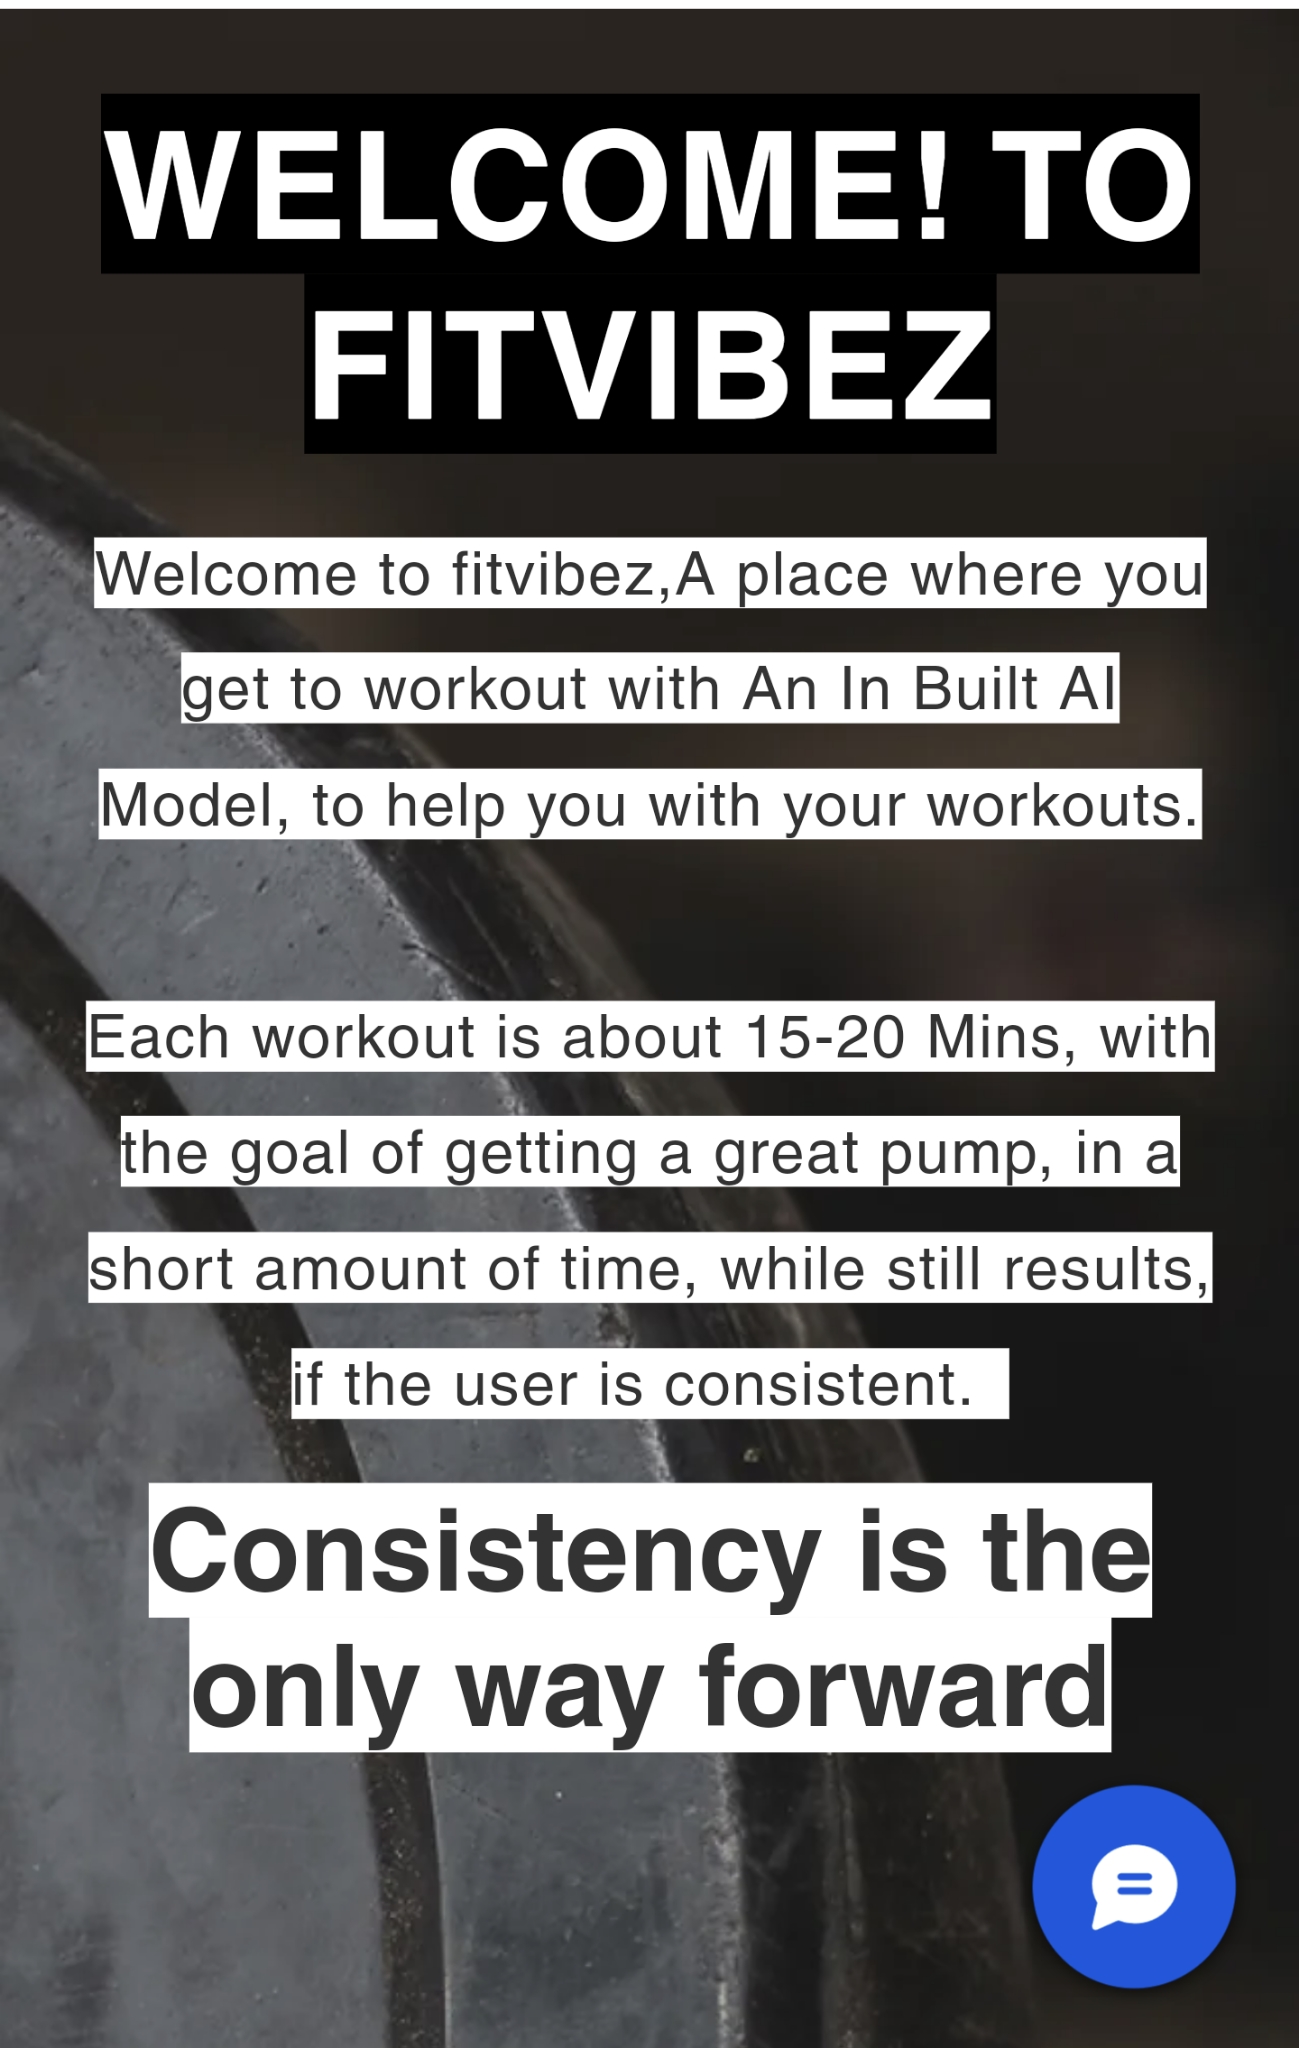 WELCOME! TO
FITVIBEZ
Welcome to fitvibez,A place where you
get to workout with An In Built AI
Model, to help you with your workouts.
Each workout is about 15-20 Mins, with
the goal of getting a great pump, in a
short amount of time, while still results,
if the user is consistent.
Consistency is the
only way forward